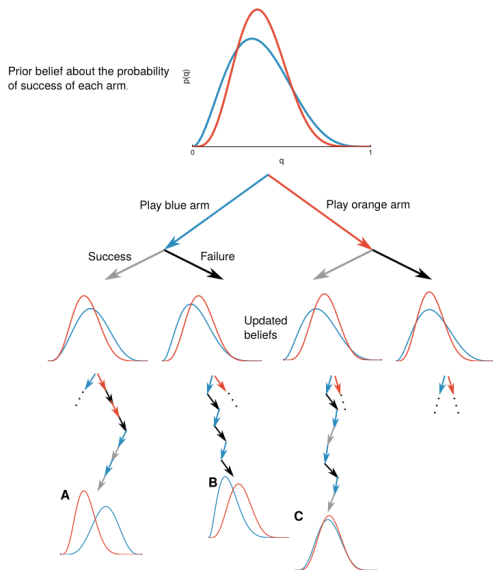 Prior belief about the probability
of success of each arm.
p(q)
0
1
q
Play blue arm
Play orange arm
Success
Failure
Updated
beliefs
A
B
C